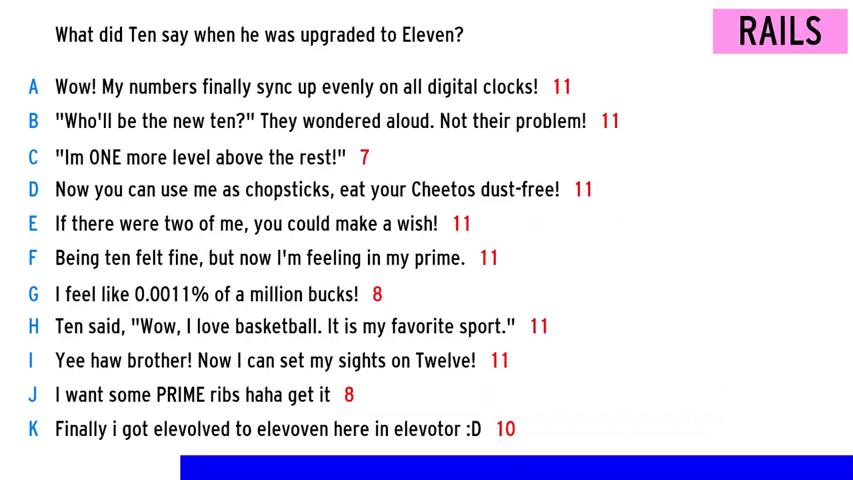 What did Ten say when he was upgraded to Eleven?
RAILS
A Wow! My numbers finally sync up evenly on all digital clocks! 11
B "Who'll be the new ten?" They wondered aloud. Not their problem! 11
C "Im ONE more level above the rest!" 7
D Now you can use me as chopsticks, eat your Cheetos dust-free! 11
E If there were two of me, you could make a wish! 11
F Being ten felt fine, but now I'm feeling in my prime. 11
G I feel like 0.0011% of a million bucks! 8
H Ten said, "Wow, I love basketball. It is my favorite sport." 11
I Yee haw brother! Now I can set my sights on Twelve! 11
J I want some PRIME ribs haha get it 8
K Finally i got elevolved to elevoven here in elevotor :D 10